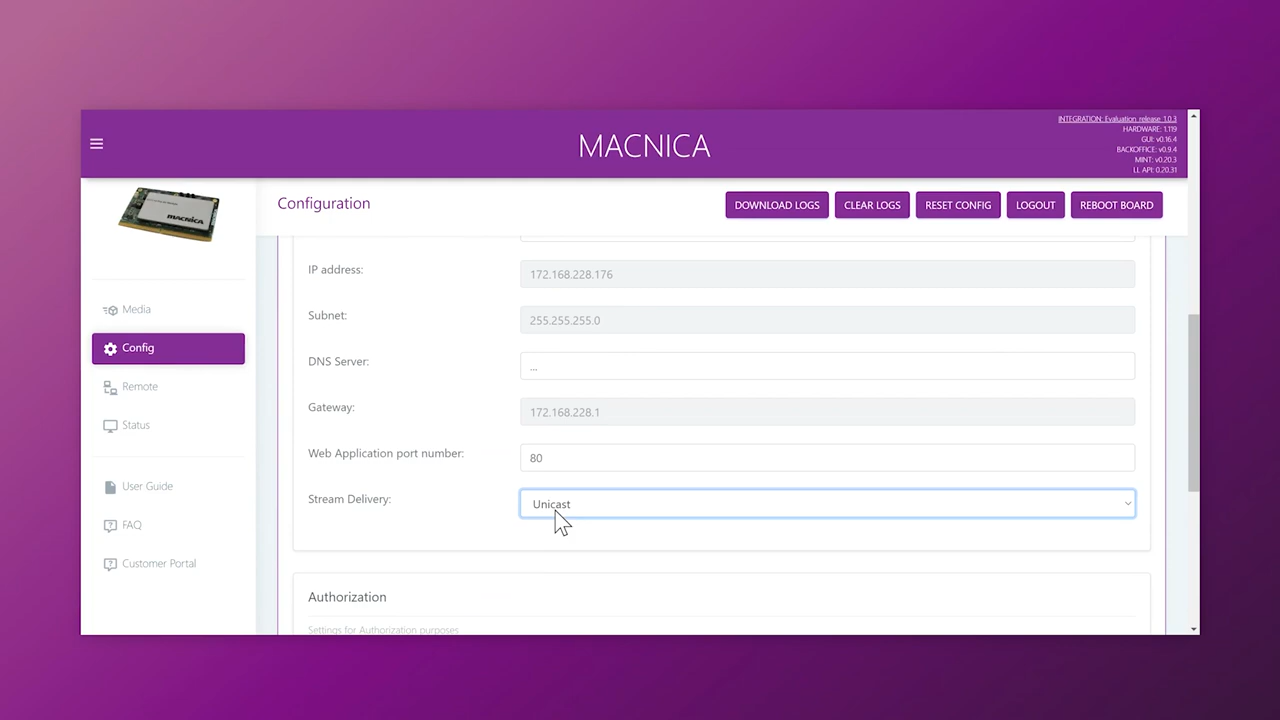 MACNICA
INTEGRATION: Evaluation release 1.0.3
HARDWARE: 1.119
GUI: v0.16.4
BACKOFFICE: v0.9.4
MINT: v0.20.3
LL API: 0.20.31
MACNICA
Configuration
DOWNLOAD LOGS
CLEAR LOGS
RESET CONFIG
LOGOUT
REBOOT BOARD
Media
Config
Remote
Status
User Guide
FAQ
Customer Portal
IP address:
172.168.228.176
Subnet:
255.255.255.0
DNS Server:
...
Gateway:
172.168.228.1
Web Application port number:
80
Stream Delivery:
Unicast
Authorization
Settings for Authorization purposes